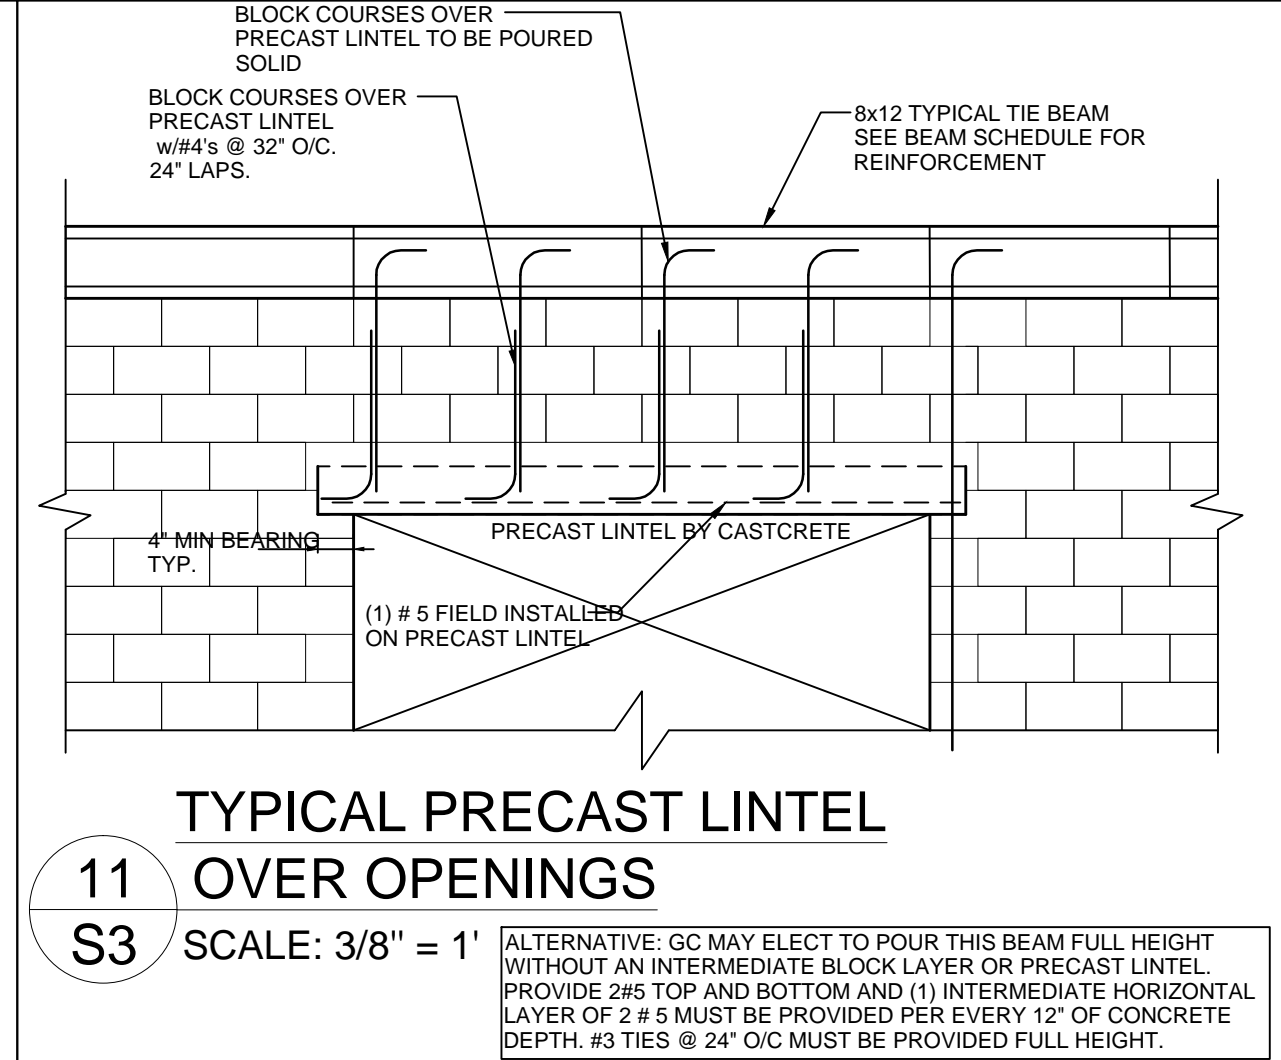 BLOCK COURSES OVER
PRECAST LINTEL TO BE POURED
SOLID
BLOCK COURSES OVER
PRECAST LINTEL
w/#4's @ 32" O/C.
24" LAPS.
8x12 TYPICAL TIE BEAM
SEE BEAM SCHEDULE FOR
REINFORCEMENT
PRECAST LINTEL BY CASTCRETE
4" MIN BEARING
TYP.
(1) # 5 FIELD INSTALLED
ON PRECAST LINTEL
TYPICAL PRECAST LINTEL
OVER OPENINGS
11
S3
SCALE: 3/8" = 1'
ALTERNATIVE: GC MAY ELECT TO POUR THIS BEAM FULL HEIGHT
WITHOUT AN INTERMEDIATE BLOCK LAYER OR PRECAST LINTEL.
PROVIDE 2#5 TOP AND BOTTOM AND (1) INTERMEDIATE HORIZONTAL
LAYER OF 2 # 5 MUST BE PROVIDED PER EVERY 12" OF CONCRETE
DEPTH. #3 TIES @ 24" O/C MUST BE PROVIDED FULL HEIGHT.